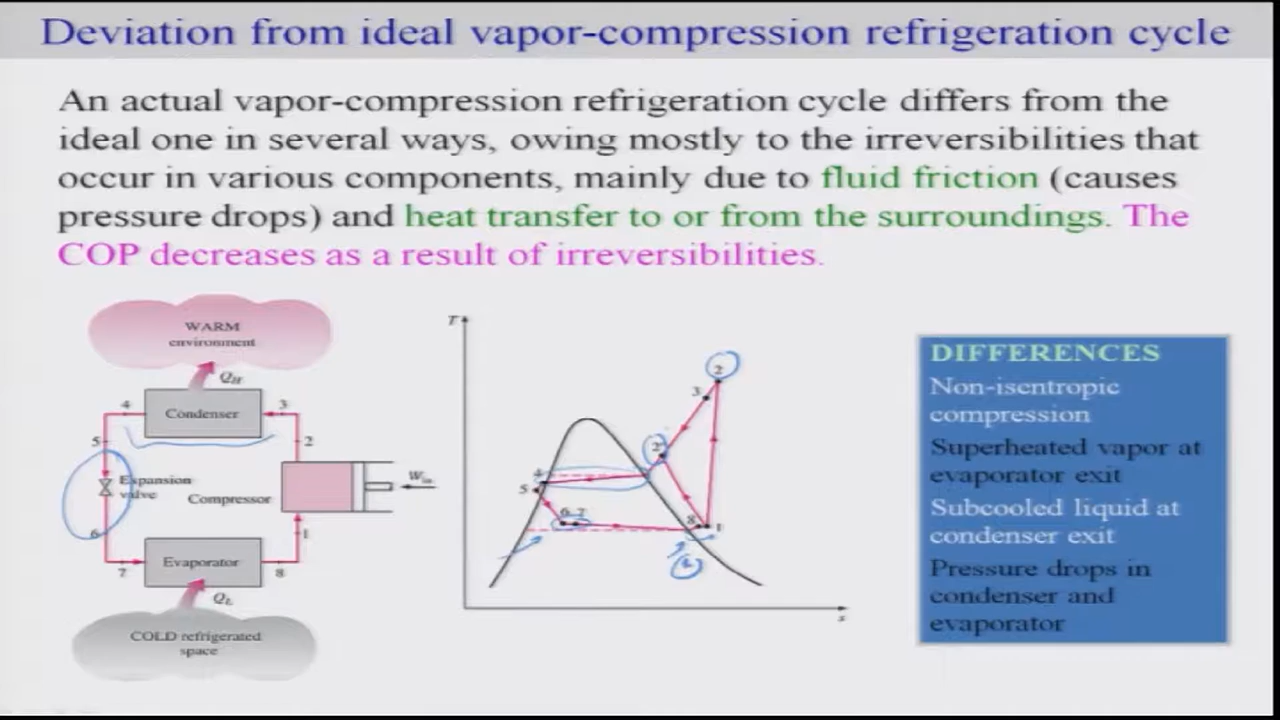 Deviation from ideal vapor-compression refrigeration cycle
An actual vapor-compression refrigeration cycle differs from the
ideal one in several ways, owing mostly to the irreversibilities that
occur in various components, mainly due to fluid friction (causes
pressure drops) and heat transfer to or from the surroundings. The
COP decreases as a result of irreversibilities.
WARM
environment
QH
4
Condenser
3
5
2
Expansion
valve
Compressor
Win
6
1
Evaporator
7
8
QL
COLD refrigerated
space
T
2
3
2'
4
5
6 7
8
1
s
DIFFERENCES
Non-isentropic
compression
Superheated vapor at
evaporator exit
Subcooled liquid at
condenser exit
Pressure drops in
condenser and
evaporator